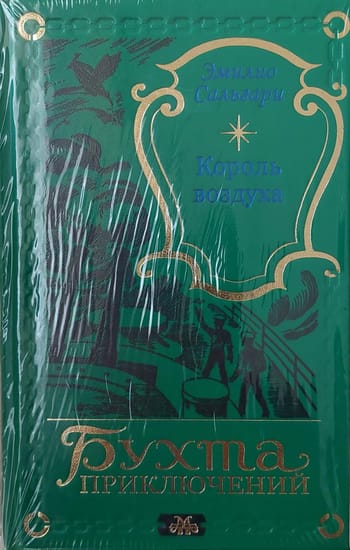 Эмилио
Сальгари
Король
воздуха
Бухта
ПРИКЛЮЧЕНИЙ